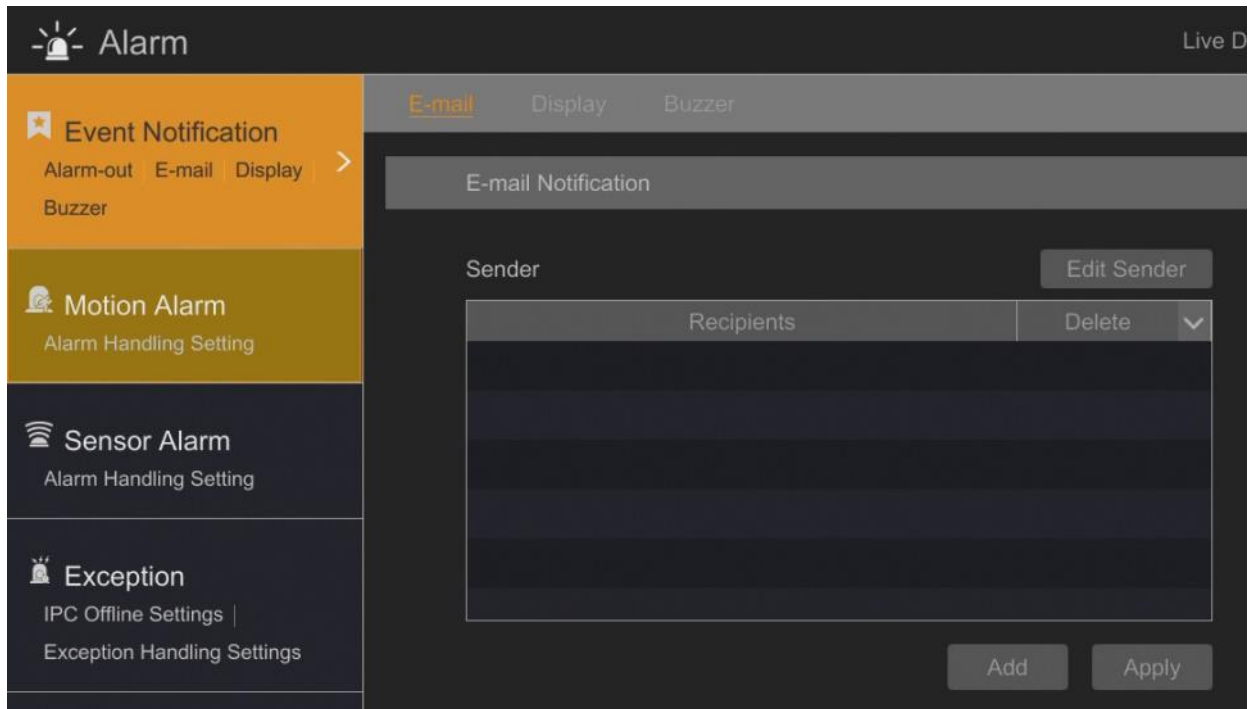 Alarm
Live D
Event Notification
Alarm-out | E-mail | Display |
Buzzer
Motion Alarm
Alarm Handling Setting
Sensor Alarm
Alarm Handling Setting
Exception
IPC Offline Settings |
Exception Handling Settings
E-mail Display Buzzer
E-mail Notification
Sender Edit Sender
Recipients Delete
Add Apply